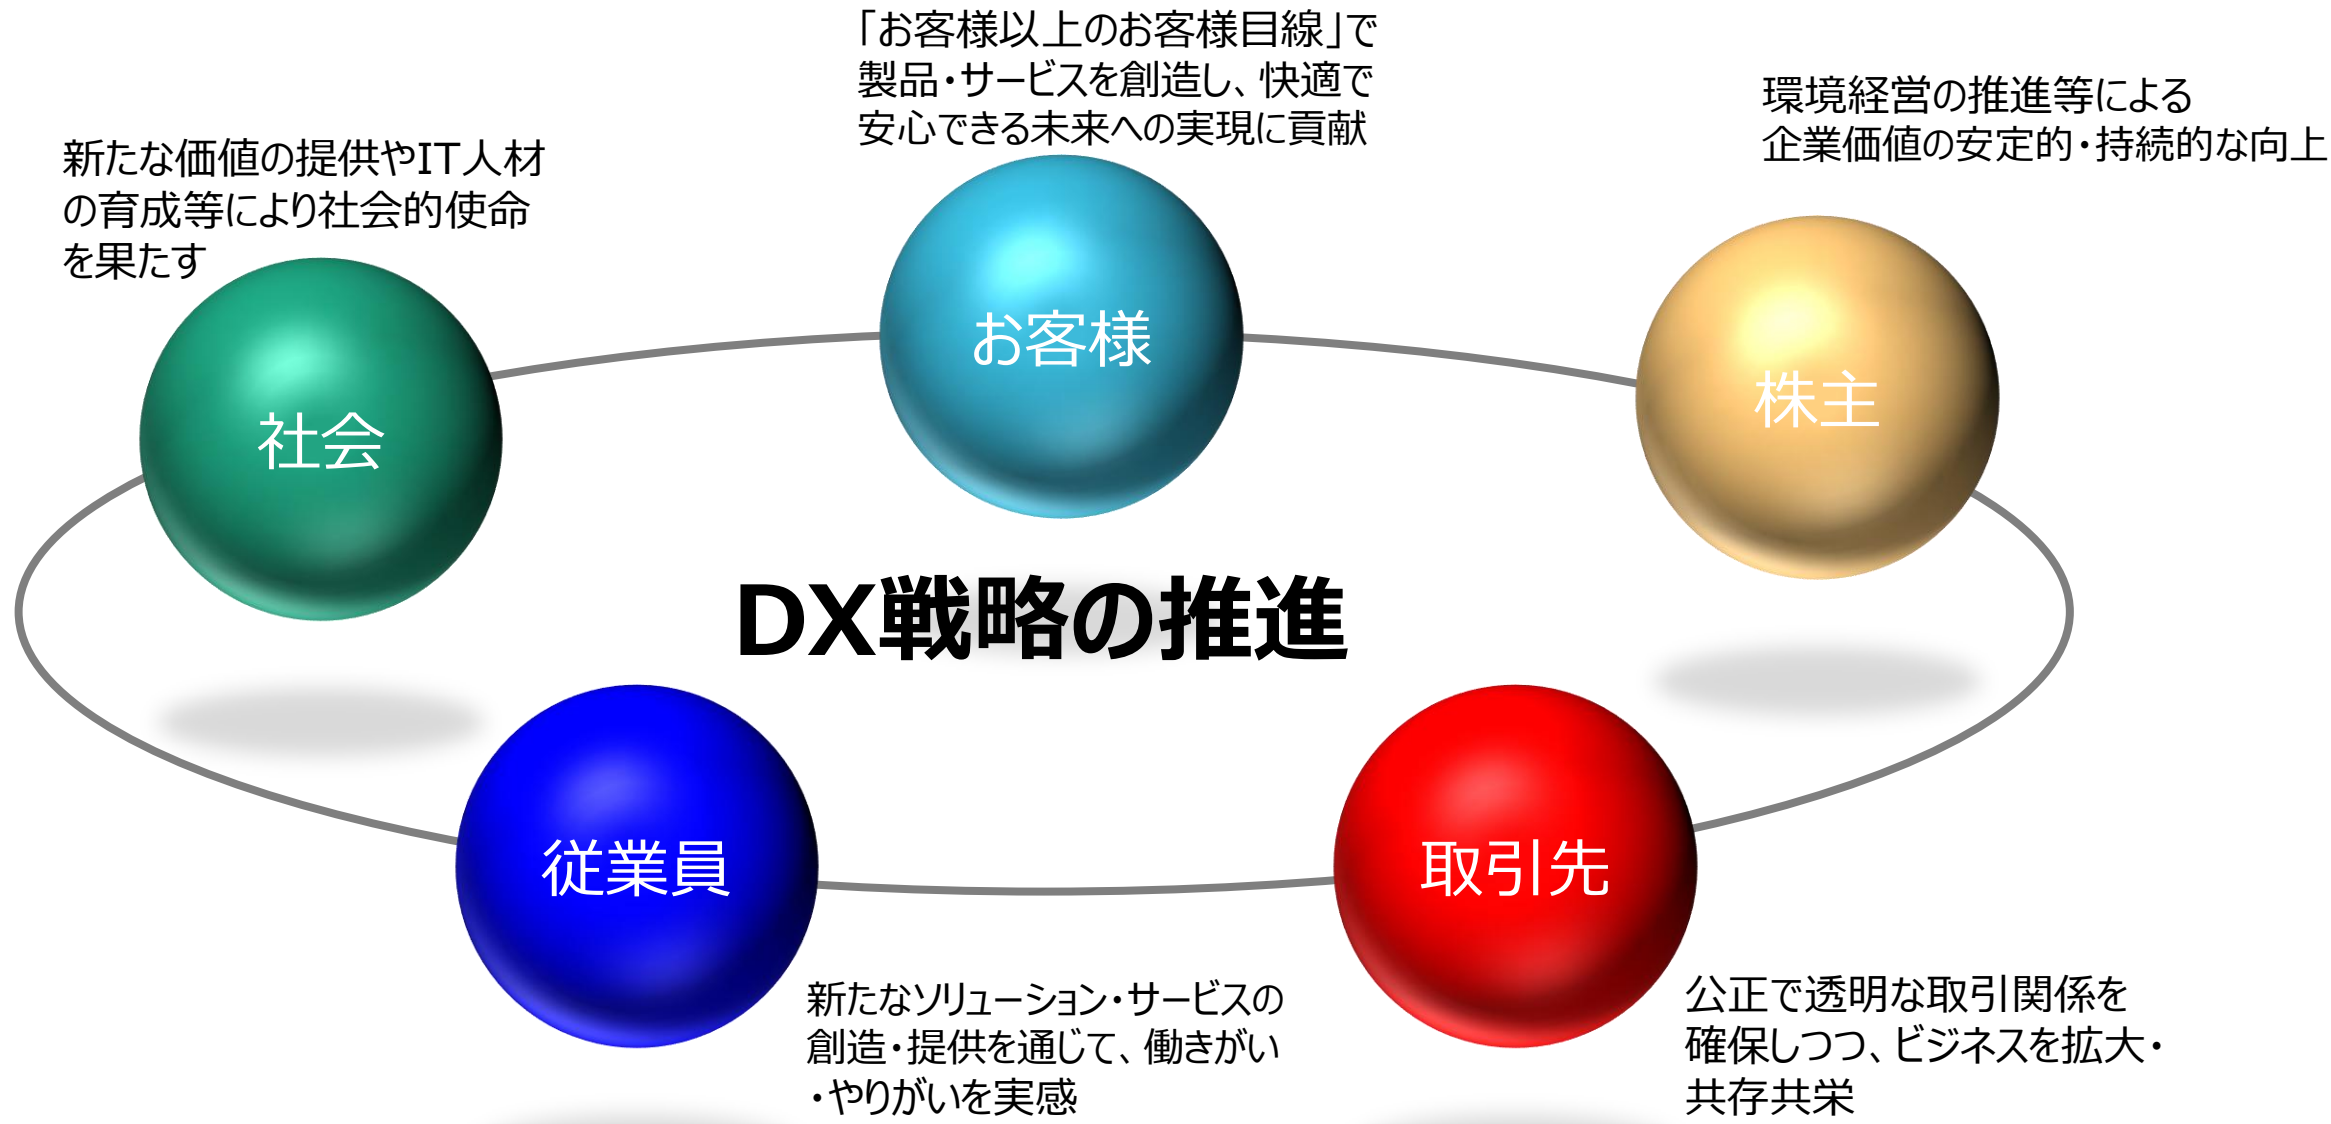 「お客様以上のお客様目線」で
製品・サービスを創造し、快適で
安心できる未来への実現に貢献
環境経営の推進等による
企業価値の安定的・持続的な向上
新たな価値の提供やIT人材
の育成等により社会的使命
を果たす
お客様
株主
社会
DX戦略の推進
従業員
取引先
新たなソリューション・サービスの
創造・提供を通じて、働きがい
・やりがいを実感
公正で透明な取引関係を
確保しつつ、ビジネスを拡大・
共存共栄